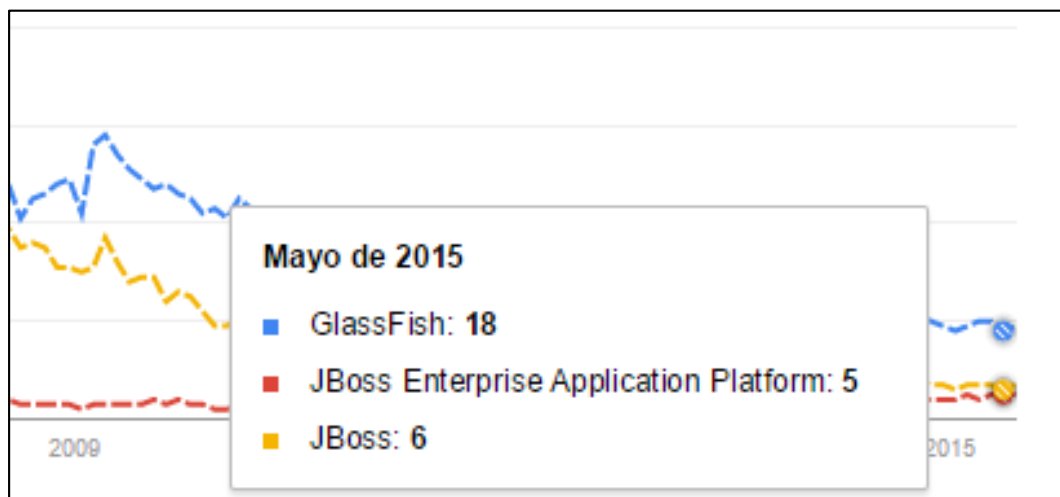 Mayo de 2015
GlassFish: 18
JBoss Enterprise Application Platform: 5
JBoss: 6
2009
2015